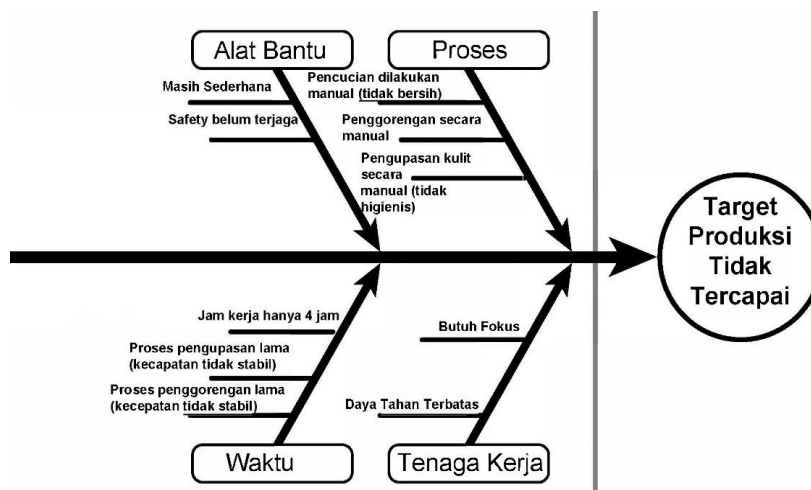 Alat Bantu
Proses
Masih Sederhana
Safety belum terjaga
Pencucian dilakukan
manual (tidak bersih)
Penggorengan secara
manual
Pengupasan kulit
secara
manual (tidak
higienis)
Target
Produksi
Tidak
Tercapai
Jam kerja hanya 4 jam
Proses pengupasan lama
(kecapatan tidak stabil)
Proses penggorengan lama
(kecepatan tidak stabil)
Butuh Fokus
Daya Tahan Terbatas
Waktu
Tenaga Kerja